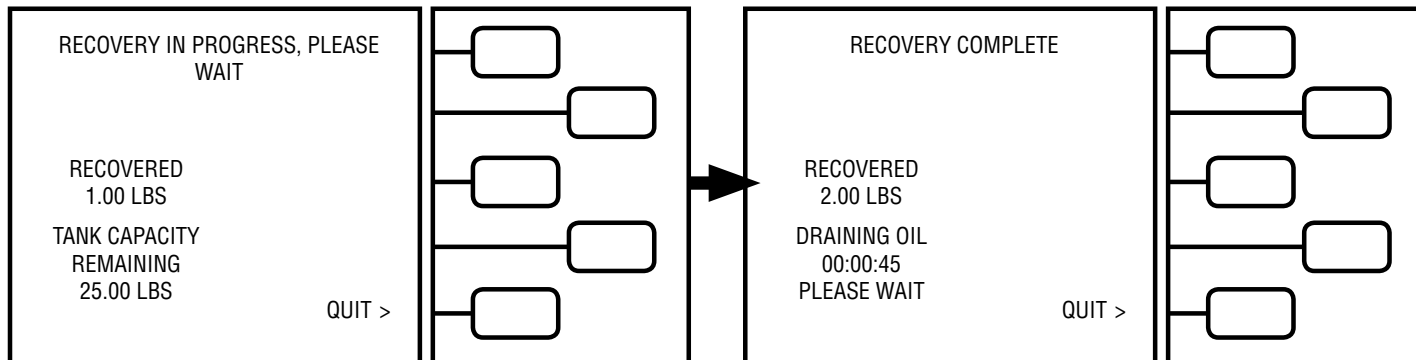 RECOVERY IN PROGRESS, PLEASE
WAIT
RECOVERED
1.00 LBS
TANK CAPACITY
REMAINING
25.00 LBS
QUIT >
RECOVERY COMPLETE
RECOVERED
2.00 LBS
DRAINING OIL
00:00:45
PLEASE WAIT
QUIT >